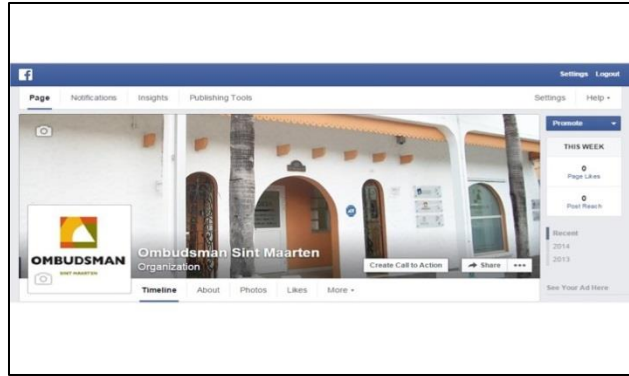 Settings Logout
Page Notifications Insights Publishing Tools Settings Help
Promote
THIS WEEK
0
Page Likes
0
Post Reach
Recent
2014
2013
See Your Ad Here
OMBUDSMAN
SINT MAARTEN
Ombudsman Sint Maarten
Organization
Create Call to Action Share
Timeline About Photos Likes More